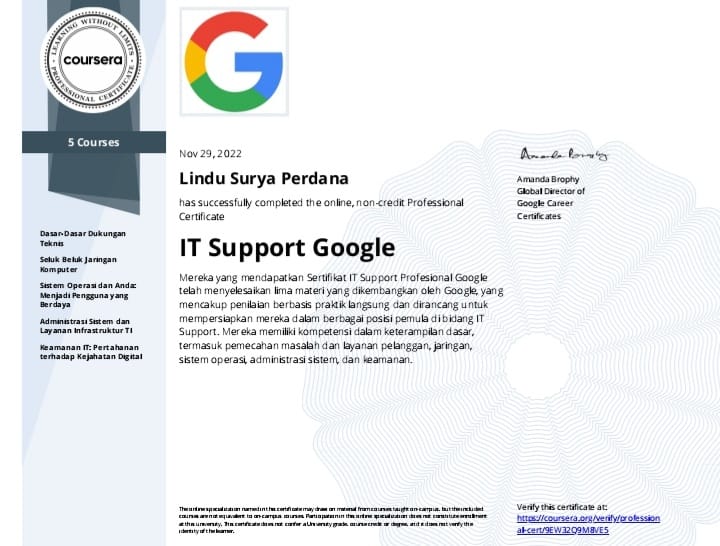 LEARNING WITHOUT LIMITS
coursera
PROFESSIONAL CERTIFICATE
5 Courses
Dasar-Dasar Dukungan
Teknis
Seluk Beluk Jaringan
Komputer
Sistem Operasi dan Anda:
Menjadi Pengguna yang
Berdaya
Administrasi Sistem dan
Layanan Infrastruktur TI
Keamanan IT: Pertahanan
terhadap Kejahatan Digital
G
Nov 29, 2022
Lindu Surya Perdana
has successfully completed the online, non-credit Professional
Certificate
IT Support Google
Mereka yang mendapatkan Sertifikat IT Support Profesional Google
telah menyelesaikan lima materi yang dikembangkan oleh Google, yang
mencakup penilaian berbasis praktik langsung dan dirancang untuk
mempersiapkan mereka dalam berbagai posisi pemula di bidang IT
Support. Mereka memiliki kompetensi dalam keterampilan dasar,
termasuk pemecahan masalah dan layanan pelanggan, jaringan,
sistem operasi, administrasi sistem, dan keamanan.
Amanda Brophy
Amanda Brophy
Global Director of
Google Career
Certificates
The online specialization named in this certificate may draw on material from courses taught on-campus, but the included
courses are not equivalent to on-campus courses. Participation in this online specialization does not constitute enrollment
at this university. This certificate does not confer a University grade, course credit or degree, and it does not verify the
identity of the learner.
Verify this certificate at:
https://coursera.org/verify/profession
al-cert/9EW32Q9M8VE5